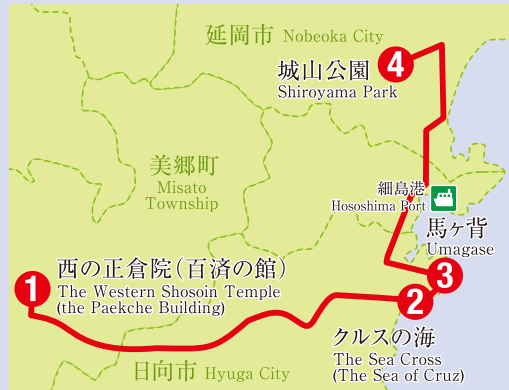 延岡市 Nobeoka City
城山公園
Shiroyama Park
4
美郷町
Misato
Township
細島港
Hososhima Port
馬ヶ背
Umagase
3
1
西の正倉院（百済の館）
The Western Shosoin Temple
(the Paekche Building)
2
クルスの海
The Sea Cross
(The Sea of Cruz)
日向市 Hyuga City